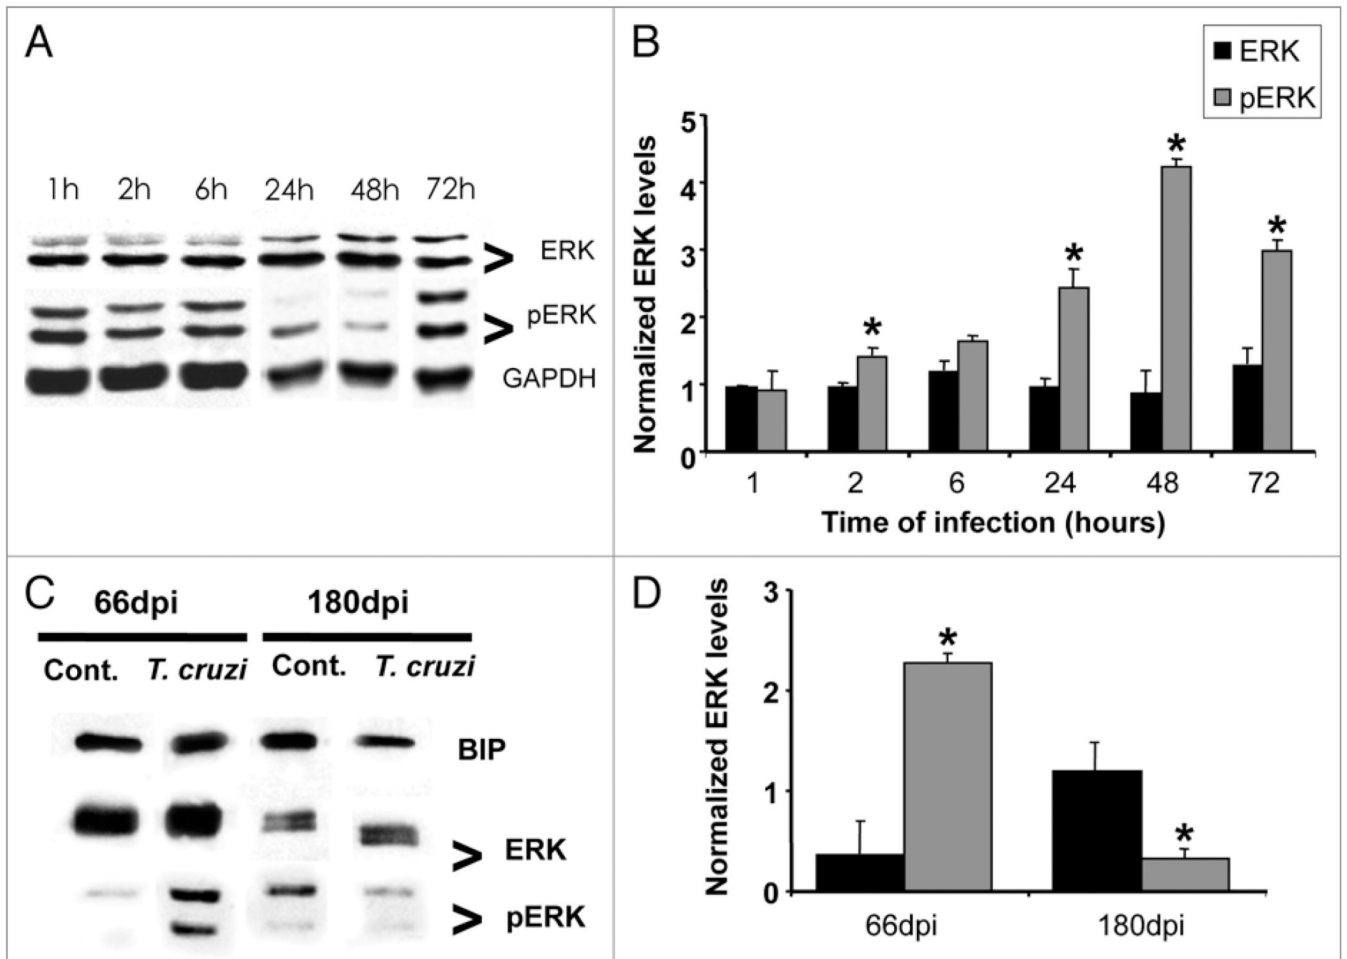 A
1h 2h 6h 24h 48h 72h
ERK
pERK
GAPDH
B
ERK
pERK
Normalized ERK levels
5
4
3
2
1
0
* * * *
1 2 6 24 48 72
Time of infection (hours)
C
66dpi 180dpi
Cont. T. cruzi Cont. T. cruzi
BIP
> ERK
> pERK
D
Normalized ERK levels
3
2
1
0
* *
66dpi 180dpi